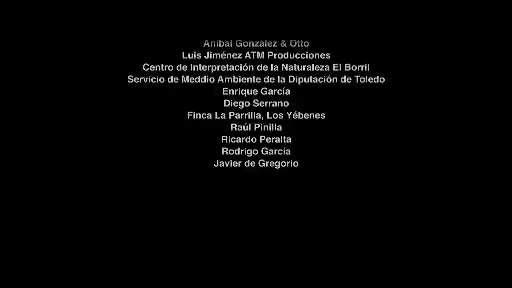 Aníbal González & Otto
Luis Jiménez ATM Producciones
Centro de Interpretación de la Naturaleza El Borril
Servicio de Meddio Ambiente de la Diputación de Toledo
Enrique García
Diego Serrano
Finca La Parrilla, Los Yébenes
Raúl Pinilla
Ricardo Peralta
Rodrigo García
Javier de Gregorio